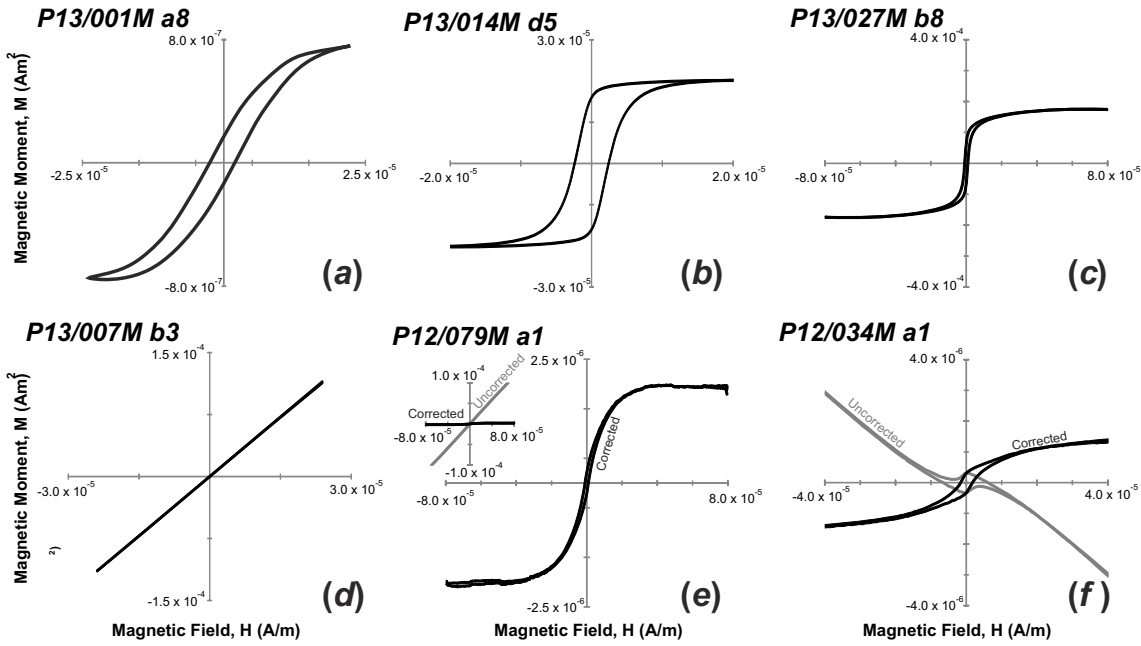 P13/001M a8
8.0 x 10⁻⁷
-2.5 x 10⁻⁵
2.5 x 10⁻⁵
-8.0 x 10⁻⁷
(a)
P13/014M d5
3.0 x 10⁻⁵
-2.0 x 10⁻⁵
2.0 x 10⁻⁵
-3.0 x 10⁻⁵
(b)
P13/027M b8
4.0 x 10⁻⁴
-8.0 x 10⁻⁵
8.0 x 10⁻⁵
-4.0 x 10⁻⁴
(c)
Magnetic Moment, M (Am²
P13/007M b3
1.5 x 10⁻⁴
-3.0 x 10⁻⁵
3.0 x 10⁻⁵
-1.5 x 10⁻⁴
(d)
P12/079M a1
2.5 x 10⁻⁶
1.0 x 10⁻⁴
Uncorrected
Corrected
-8.0 x 10⁻⁵
8.0 x 10⁻⁵
-1.0 x 10⁻⁴
Corrected
-8.0 x 10⁻⁵
8.0 x 10⁻⁵
-2.5 x 10⁻⁶
(e)
P12/034M a1
4.0 x 10⁻⁶
Uncorrected
Corrected
-4.0 x 10⁻⁵
4.0 x 10⁻⁵
-4.0 x 10⁻⁶
(f)
Magnetic Moment, M (Am²
²)
Magnetic Field, H (A/m)
Magnetic Field, H (A/m)
Magnetic Field, H (A/m)